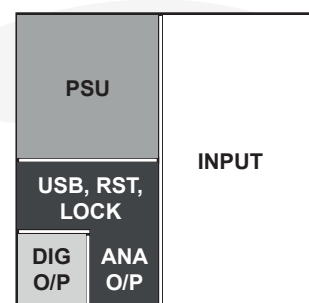 PSU
INPUT
USB, RST,
LOCK
DIG
O/P
ANA
O/P